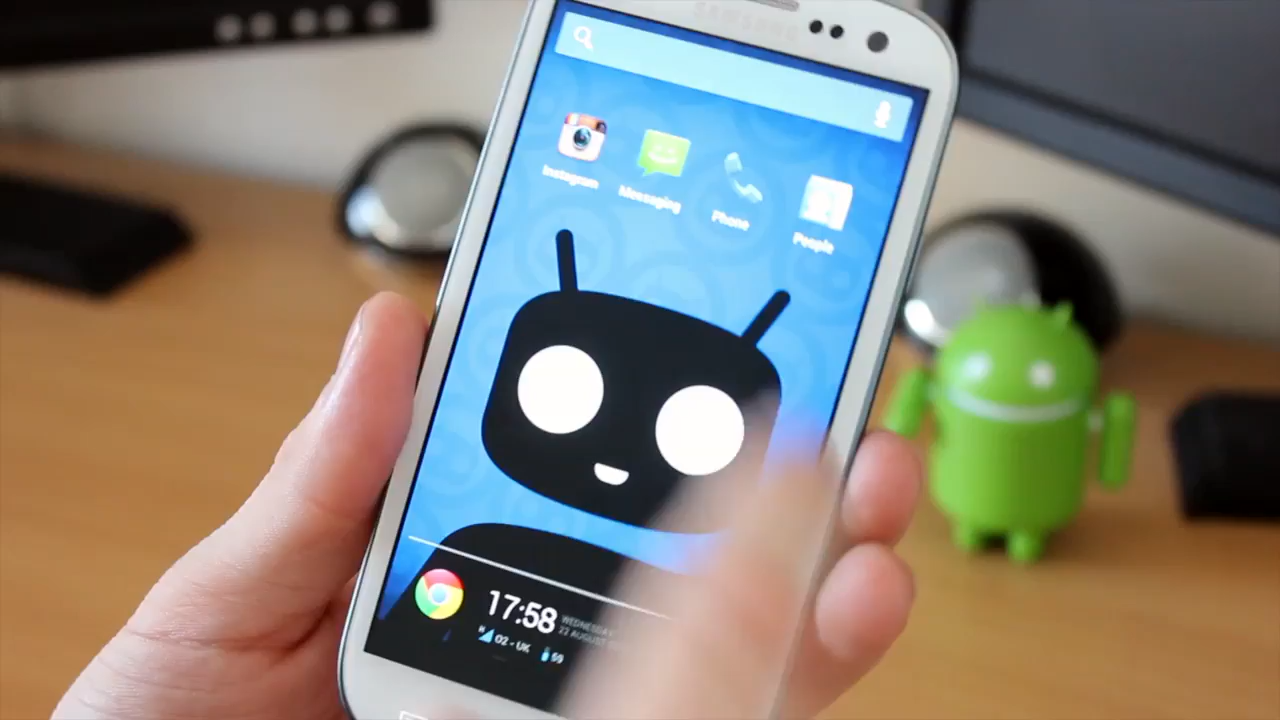 SAMSUNG
Instagram
Messaging
Phone
People
17:58
WEDNESDAY
22 AUGUST
O2 - UK
59